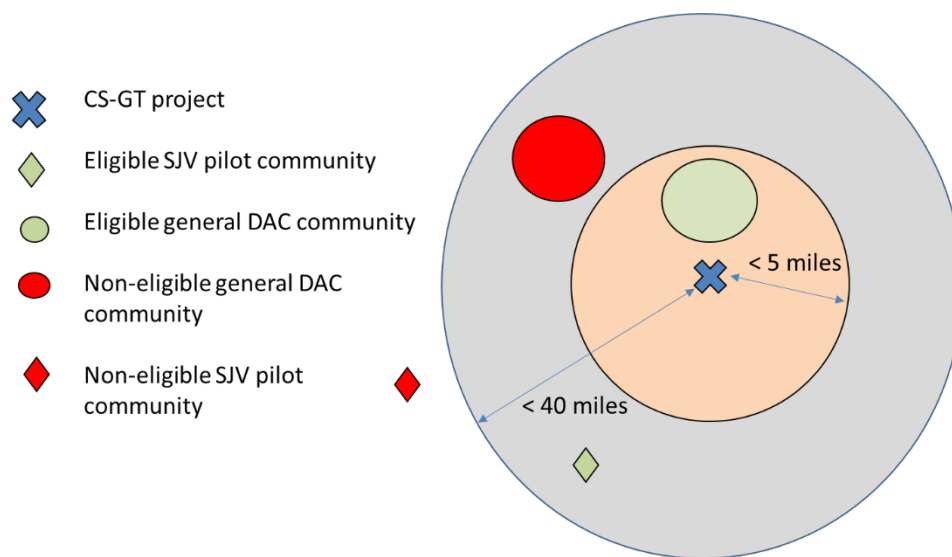 CS-GT project
Eligible SJV pilot community
Eligible general DAC community
Non-eligible general DAC
community
Non-eligible SJV pilot
community
< 5 miles
< 40 miles